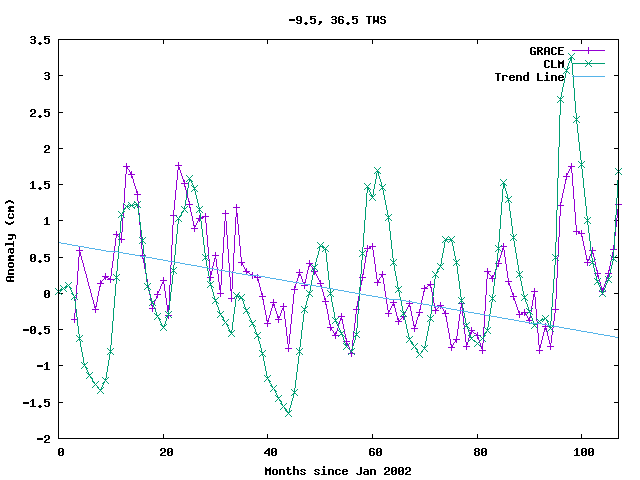 -9.5, 36.5 TWS
GRACE
CLM
Trend Line
3.5
3
2.5
2
1.5
1
0.5
0
-0.5
-1
-1.5
-2
Anomaly (cm)
0 20 40 60 80 100
Months since Jan 2002